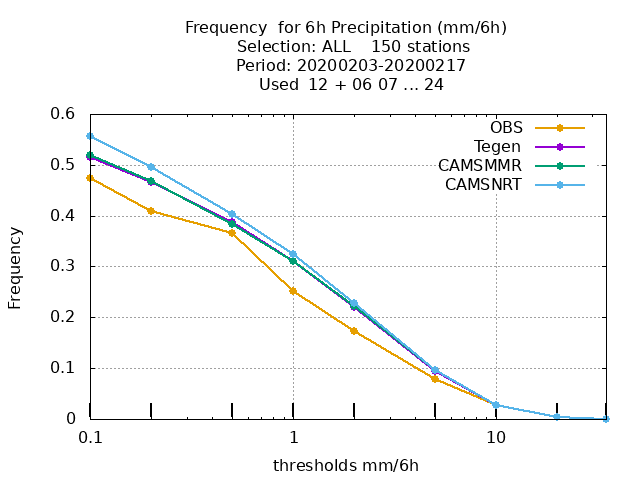 Frequency for 6h Precipitation (mm/6h)
Selection: ALL 150 stations
Period: 20200203-20200217
Used 12 + 06 07 ... 24
0.6
0.5
0.4
0.3
0.2
0.1
0
Frequency
OBS
Tegen
CAMSMMR
CAMSNRT
0.1 1 10
thresholds mm/6h